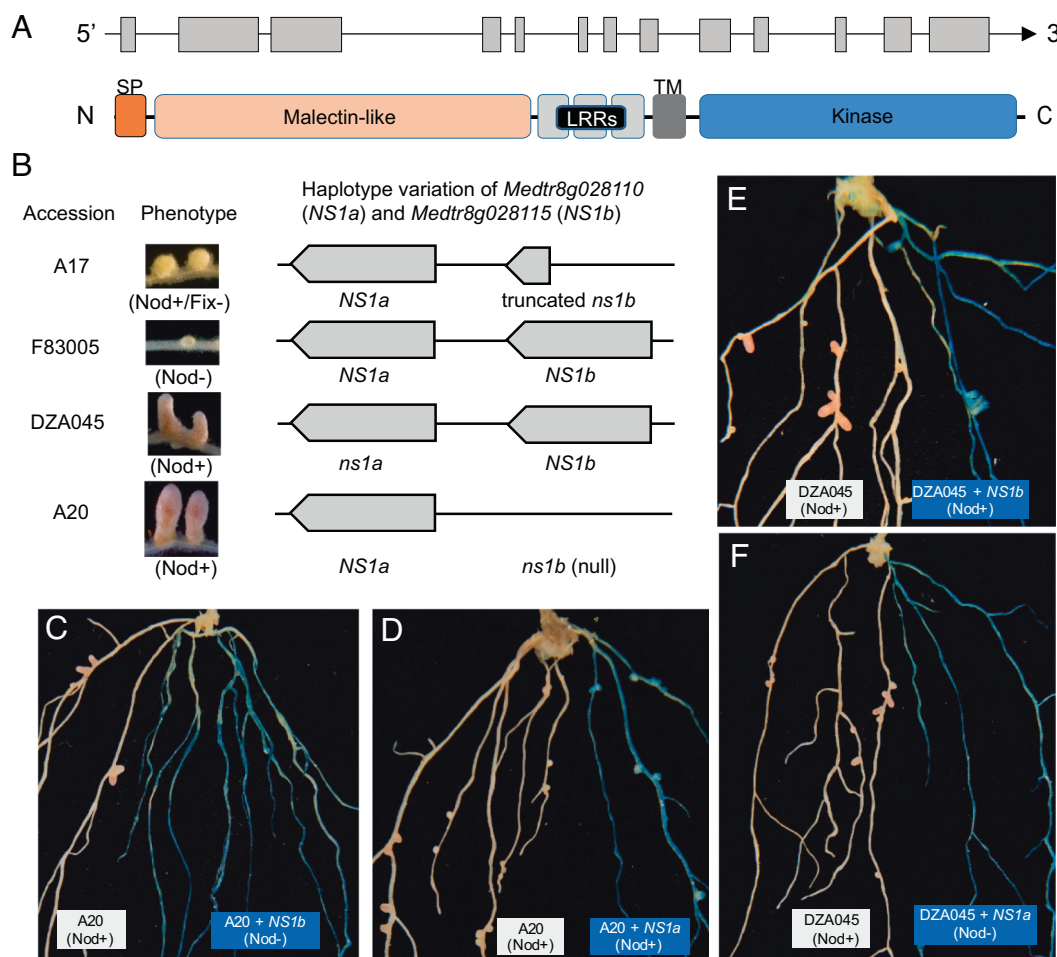 A
5’
3’
SP
TM
N
Malectin-like
LRRs
Kinase
C
B
Accession
Phenotype
Haplotype variation of Medtr8g028110
(NS1a) and Medtr8g028115 (NS1b)
A17
(Nod+/Fix-)
NS1a
truncated ns1b
F83005
(Nod-)
NS1a
NS1b
DZA045
(Nod+)
ns1a
NS1b
A20
(Nod+)
NS1a
ns1b (null)
C
A20
(Nod+)
A20 + NS1b
(Nod-)
D
A20
(Nod+)
A20 + NS1a
(Nod+)
E
DZA045
(Nod+)
DZA045 + NS1b
(Nod+)
F
DZA045
(Nod+)
DZA045 + NS1a
(Nod-)